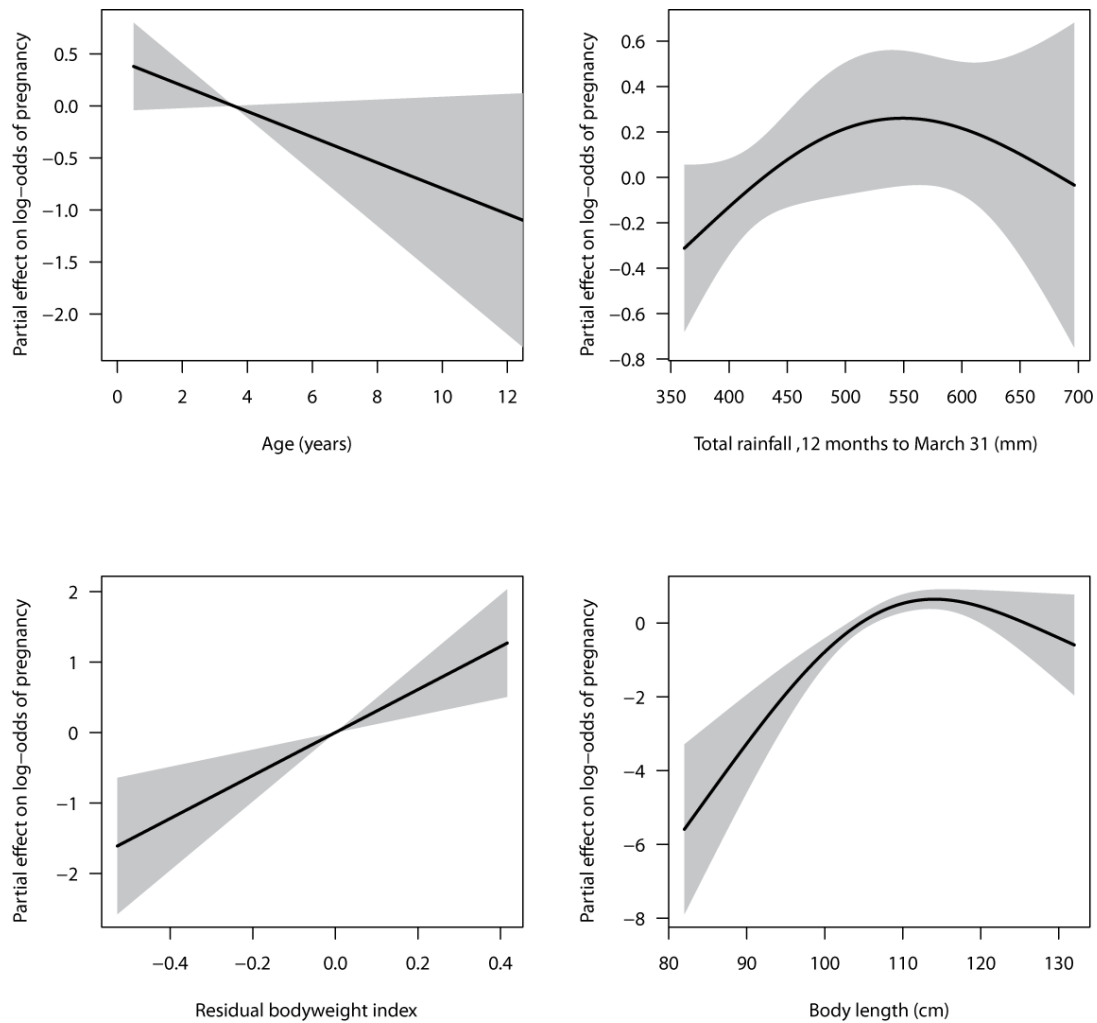 Partial effect on log−odds of pregnancy
0.5
0.0
−0.5
−1.0
−1.5
−2.0
0 2 4 6 8 10 12
Age (years)
Partial effect on log−odds of pregnancy
0.6
0.4
0.2
0.0
−0.2
−0.4
−0.6
−0.8
350 400 450 500 550 600 650 700
Total rainfall ,12 months to March 31 (mm)
Partial effect on log−odds of pregnancy
2
1
0
−1
−2
−0.4 −0.2 0.0 0.2 0.4
Residual bodyweight index
Partial effect on log−odds of pregnancy
0
−2
−4
−6
−8
80 90 100 110 120 130
Body length (cm)